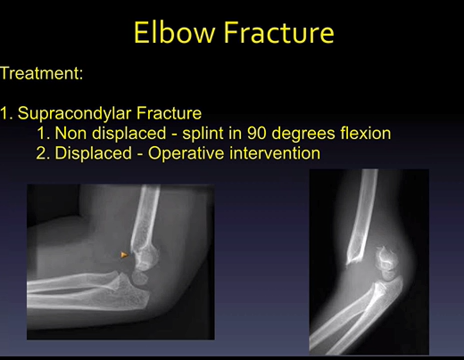 Elbow Fracture
Treatment:
1. Supracondylar Fracture
1. Non displaced - splint in 90 degrees flexion
2. Displaced - Operative intervention